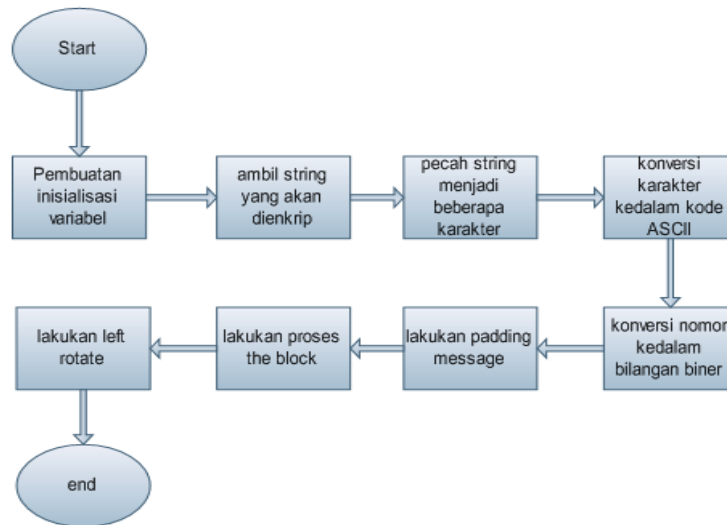 Start
Pembuatan
inisialisasi
variabel
ambil string
yang akan
dienkrip
pecah string
menjadi
beberapa
karakter
konversi
karakter
kedalam kode
ASCII
konversi nomor
kedalam
bilangan biner
lakukan padding
message
lakukan proses
the block
lakukan left
rotate
end